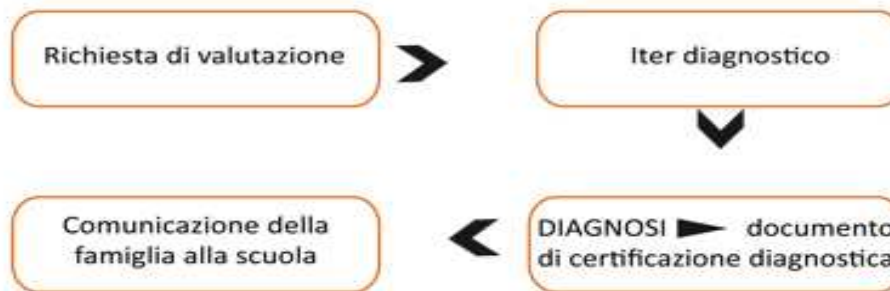 Richiesta di valutazione
Iter diagnostico
DIAGNOSI documento
di certificazione diagnostica
Comunicazione della
famiglia alla scuola